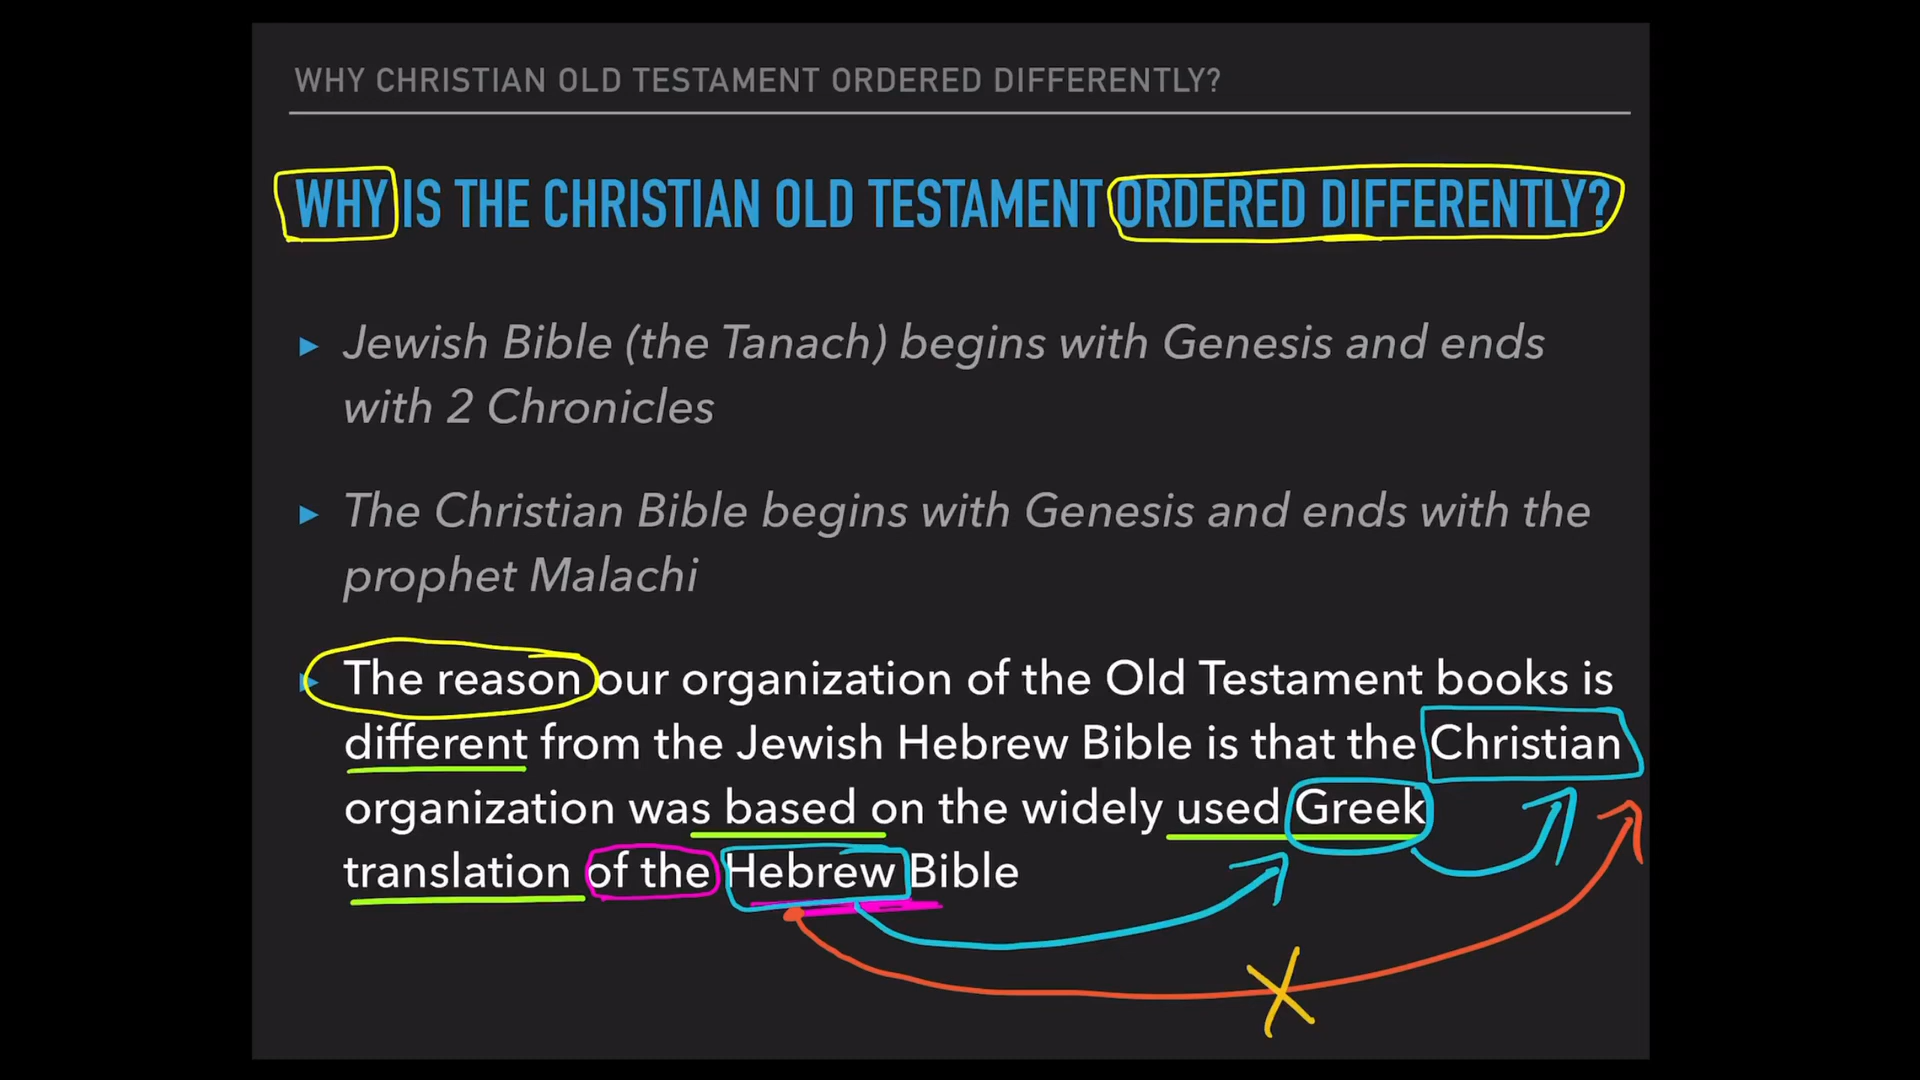 WHY CHRISTIAN OLD TESTAMENT ORDERED DIFFERENTLY?
WHY IS THE CHRISTIAN OLD TESTAMENT ORDERED DIFFERENTLY?
Jewish Bible (the Tanach) begins with Genesis and ends
with 2 Chronicles
The Christian Bible begins with Genesis and ends with the
prophet Malachi
The reason our organization of the Old Testament books is
different from the Jewish Hebrew Bible is that the Christian
organization was based on the widely used Greek
translation of the Hebrew Bible